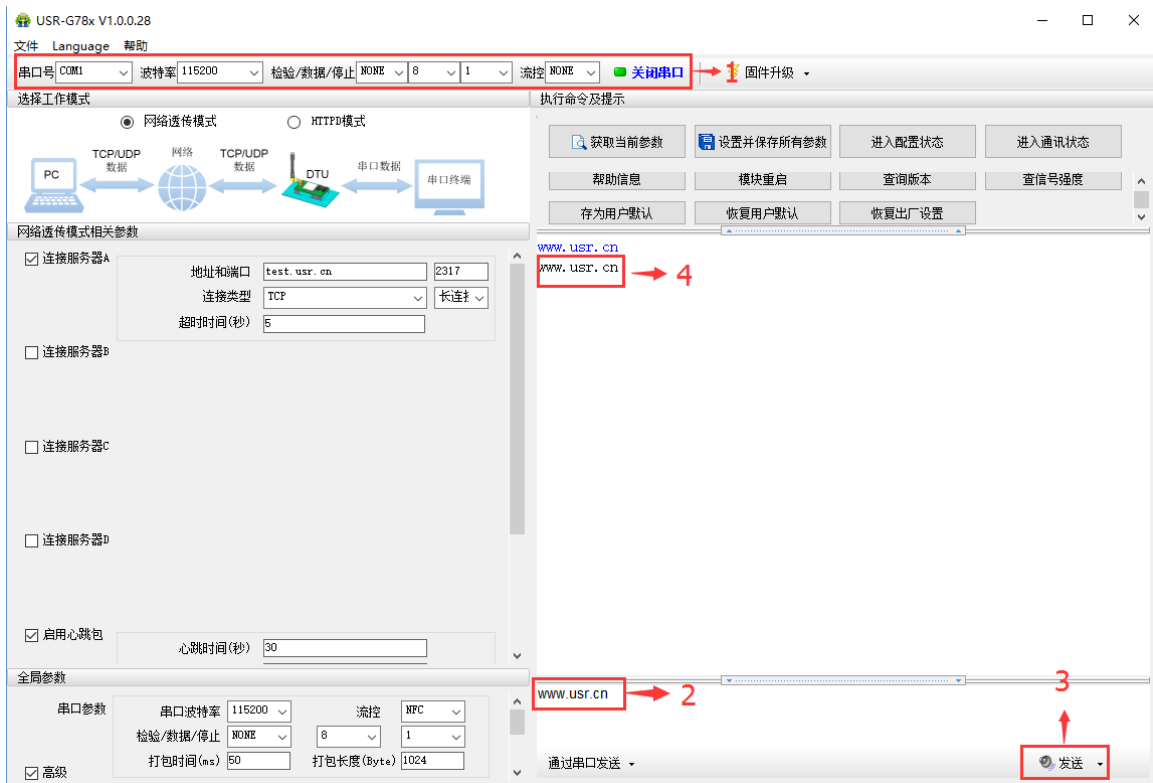 USR-G78x V1.0.0.28
文件 Language 帮助
串口号 COM1 波特率 115200 检验/数据/停止 NONE 8 1 流控 NONE 关闭串口 1 固件升级
选择工作模式
网络透传模式 HTTPD模式
PC
TCP/UDP
数据
网络
TCP/UDP
数据
DTU
串口数据
串口终端
网络透传模式相关参数
连接服务器A
地址和端口 test.usr.cn 2317
连接类型 TCP 长连接
超时时间(秒) 5
连接服务器B
连接服务器C
连接服务器D
启用心跳包
心跳时间(秒) 30
全局参数
串口参数 串口波特率 115200 流控 NFC
检验/数据/停止 NONE 8 1
打包时间(ms) 50 打包长度(Byte) 1024
高级
执行命令及提示
获取当前参数 设置并保存所有参数 进入配置状态 进入通讯状态
帮助信息 模块重启 查询版本 查信号强度
存为用户默认 恢复用户默认 恢复出厂设置
www.usr.cn
www.usr.cn 4
www.usr.cn 2
3
通过串口发送 发送